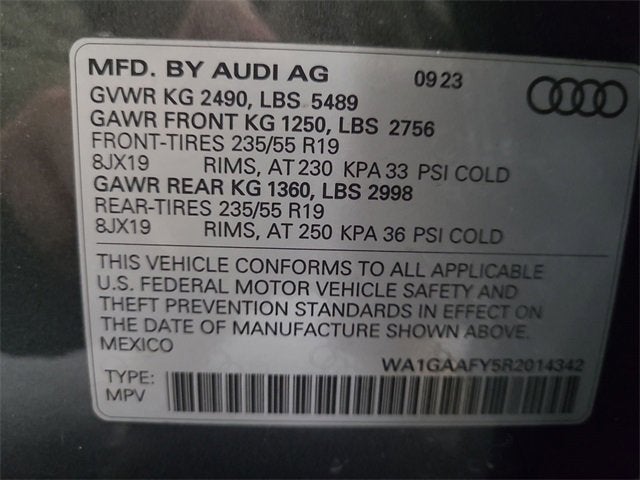 MFD. BY AUDI AG 09 23
GVWR KG 2490, LBS 5489
GAWR FRONT KG 1250, LBS 2756
FRONT-TIRES 235/55 R19
8JX19 RIMS, AT 230 KPA 33 PSI COLD
GAWR REAR KG 1360, LBS 2998
REAR-TIRES 235/55 R19
8JX19 RIMS, AT 250 KPA 36 PSI COLD
THIS VEHICLE CONFORMS TO ALL APPLICABLE
U.S. FEDERAL MOTOR VEHICLE SAFETY AND
THEFT PREVENTION STANDARDS IN EFFECT ON
THE DATE OF MANUFACTURE SHOWN ABOVE.
MEXICO
WA1GAAFY5R2014342
TYPE:
MPV